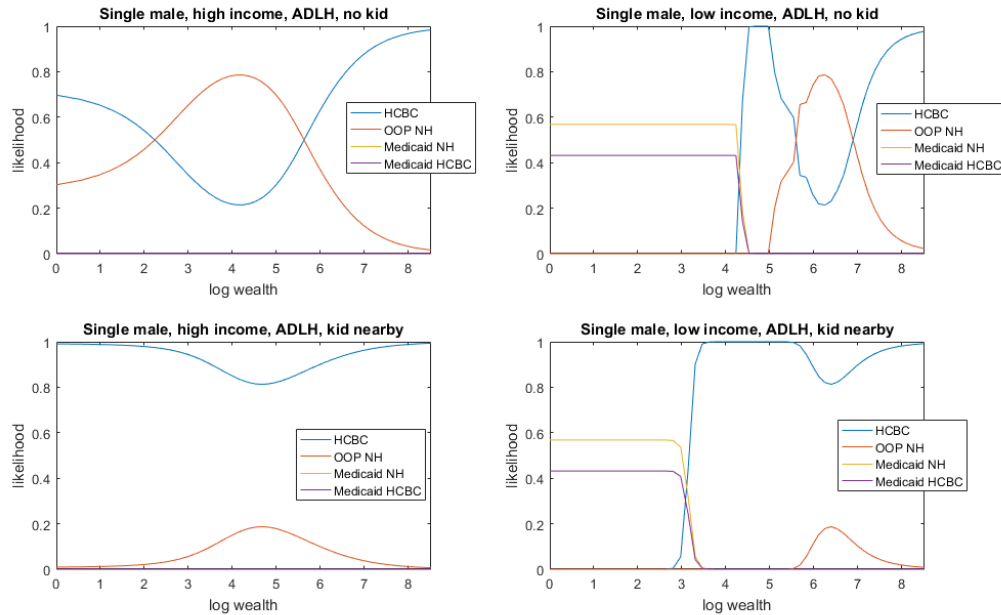 Single male, high income, ADLH, no kid
1
0.8
0.6
0.4
0.2
0
likelihood
0 1 2 3 4 5 6 7 8
log wealth
HCBC
OOP NH
Medicaid NH
Medicaid HCBC
Single male, low income, ADLH, no kid
1
0.8
0.6
0.4
0.2
0
likelihood
0 1 2 3 4 5 6 7 8
log wealth
HCBC
OOP NH
Medicaid NH
Medicaid HCBC
Single male, high income, ADLH, kid nearby
1
0.8
0.6
0.4
0.2
0
likelihood
0 1 2 3 4 5 6 7 8
log wealth
HCBC
OOP NH
Medicaid NH
Medicaid HCBC
Single male, low income, ADLH, kid nearby
1
0.8
0.6
0.4
0.2
0
likelihood
0 1 2 3 4 5 6 7 8
log wealth
HCBC
OOP NH
Medicaid NH
Medicaid HCBC